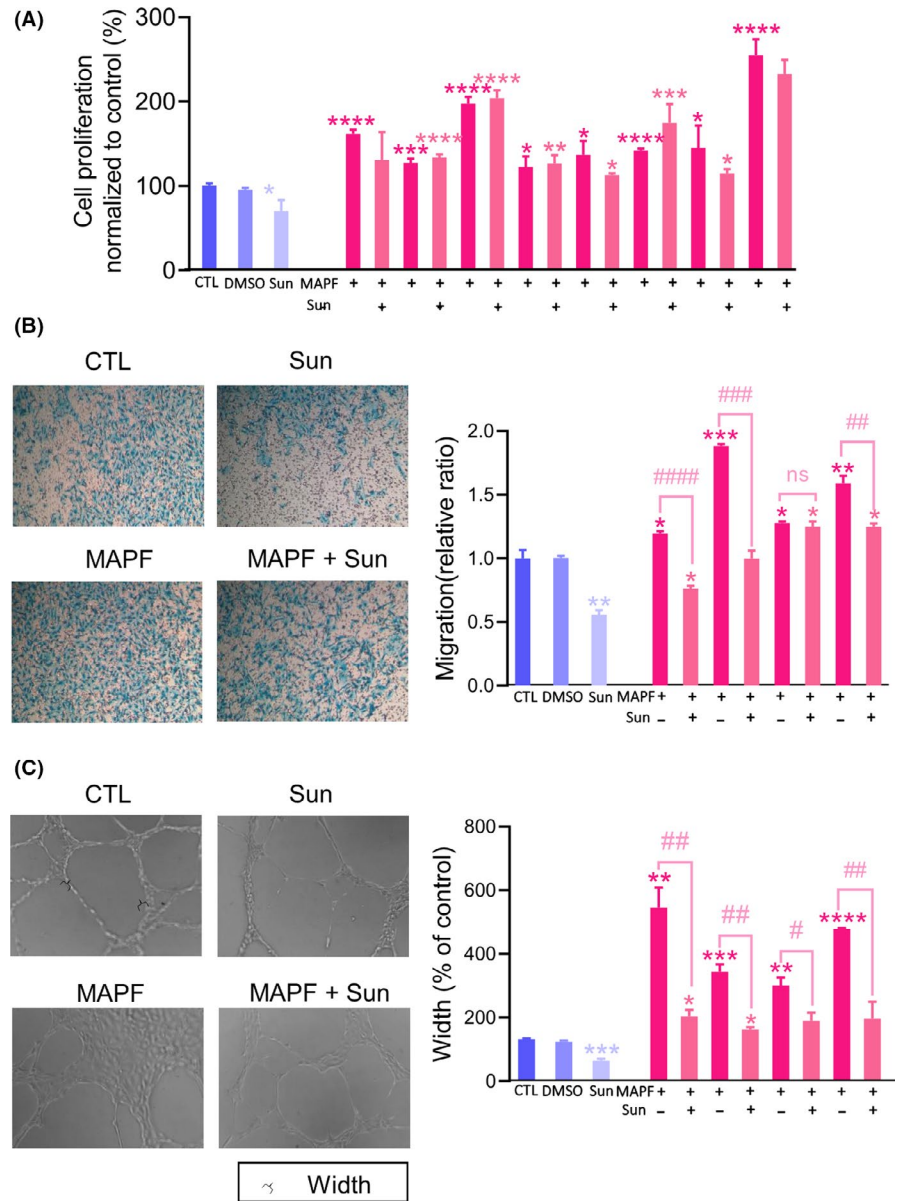 (A)
Cell proliferation
normalized to control (%)
300
200
100
0
****
***
****
****
****
*
**
*
*
****
***
*
*
****
*
CTL DMSO Sun MAPF + + + + + + + + + + + + + + + +
Sun + + + + + + + +
(B)
CTL Sun
MAPF MAPF + Sun
Migration(relative ratio)
2.0
1.5
1.0
0.5
0.0
####
###
ns
##
**
*
*
***
*
*
**
*
CTL DMSO Sun MAPF + + + + + + + +
Sun – + – + – + – +
(C)
CTL Sun
MAPF MAPF + Sun
Width
Width (% of control)
800
600
400
200
0
##
##
#
##
***
**
*
***
*
**
****
CTL DMSO Sun MAPF + + + + + + + +
Sun – + – + – + – +